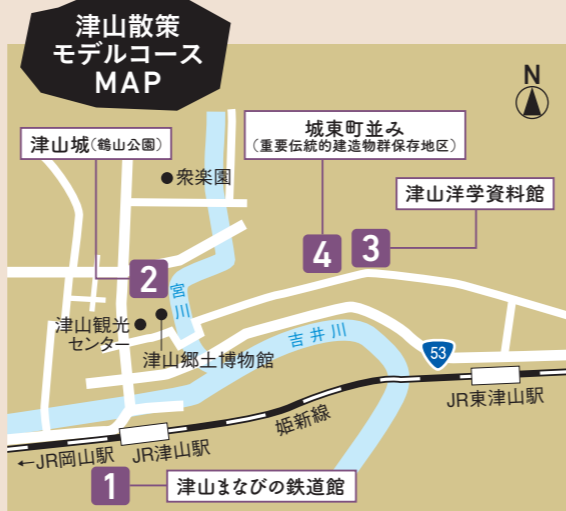 津山散策
モデルコース
MAP
N
津山城(鶴山公園)
城東町並み
(重要伝統的建造物群保存地区)
衆楽園
津山洋学資料館
4
3
2
宮川
津山観光
センター
津山郷土博物館
吉井川
53
JR東津山駅
姫新線
←JR岡山駅
JR津山駅
1
津山まなびの鉄道館